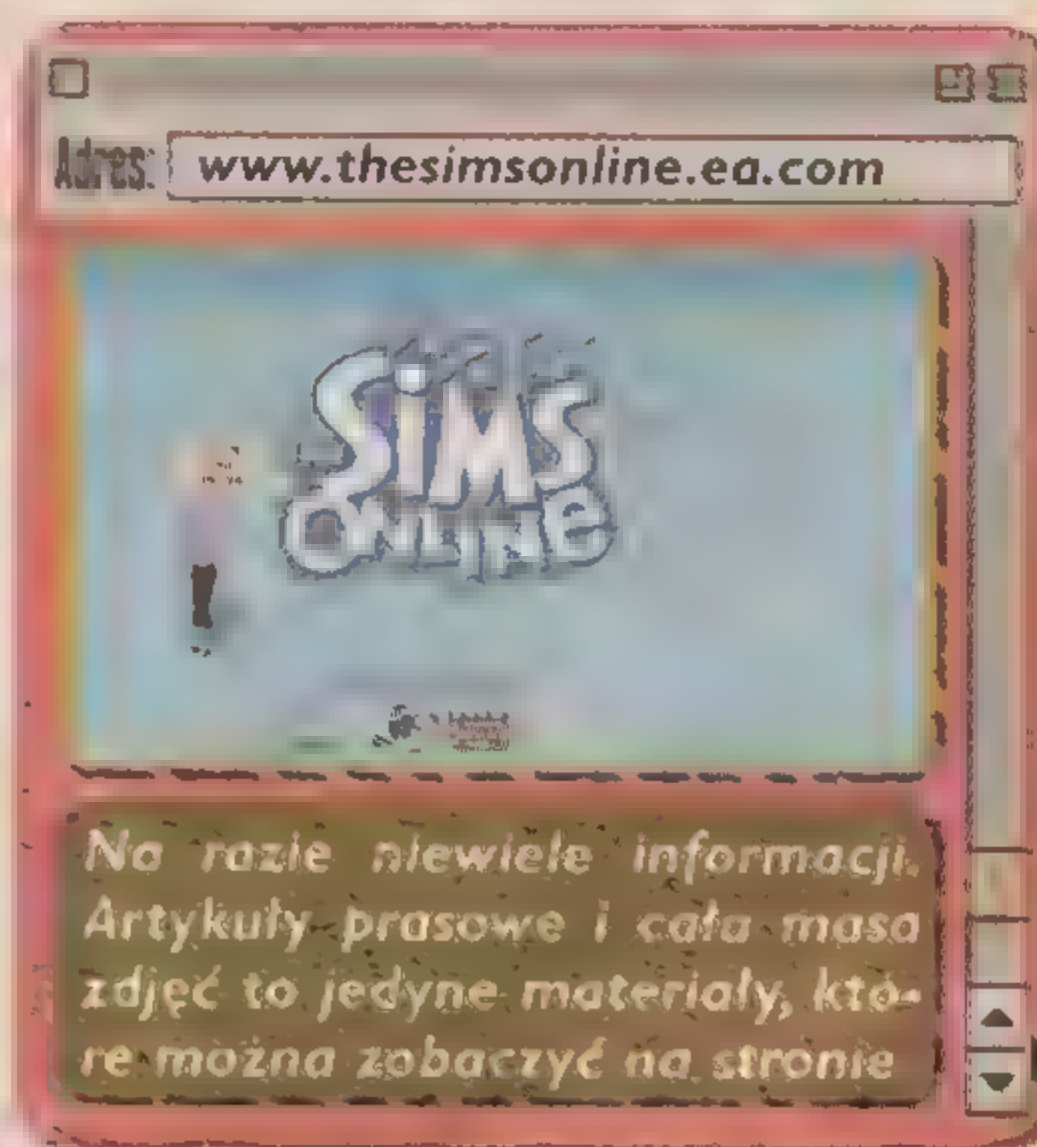 Adres: www.thesimsonline.ea.com
SiMS
ONLINE
Na razie niewiele informacji.
Artykuły prasowe i cała masa
zdjęć to jedyne materiały, któ-
re można zobaczyć na stronie